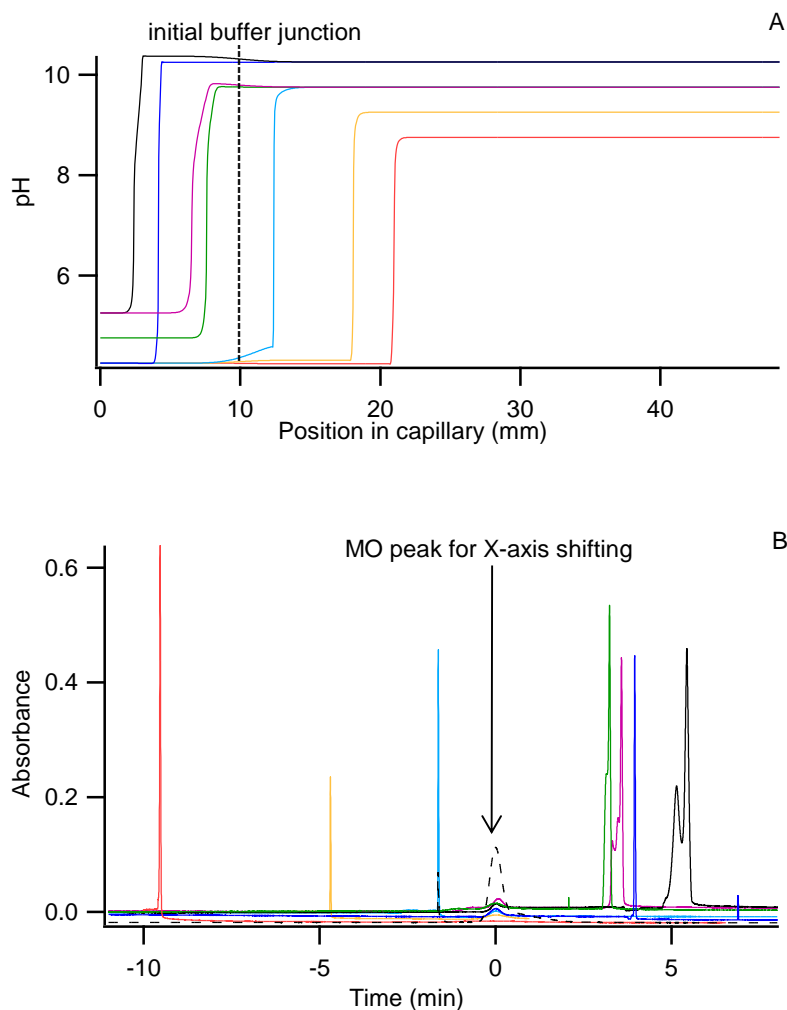 A
initial buffer junction
10
8
6
pH
0 10 20 30 40
Position in capillary (mm)
B
MO peak for X-axis shifting
0.6
0.4
0.2
0.0
Absorbance
-10 -5 0 5
Time (min)